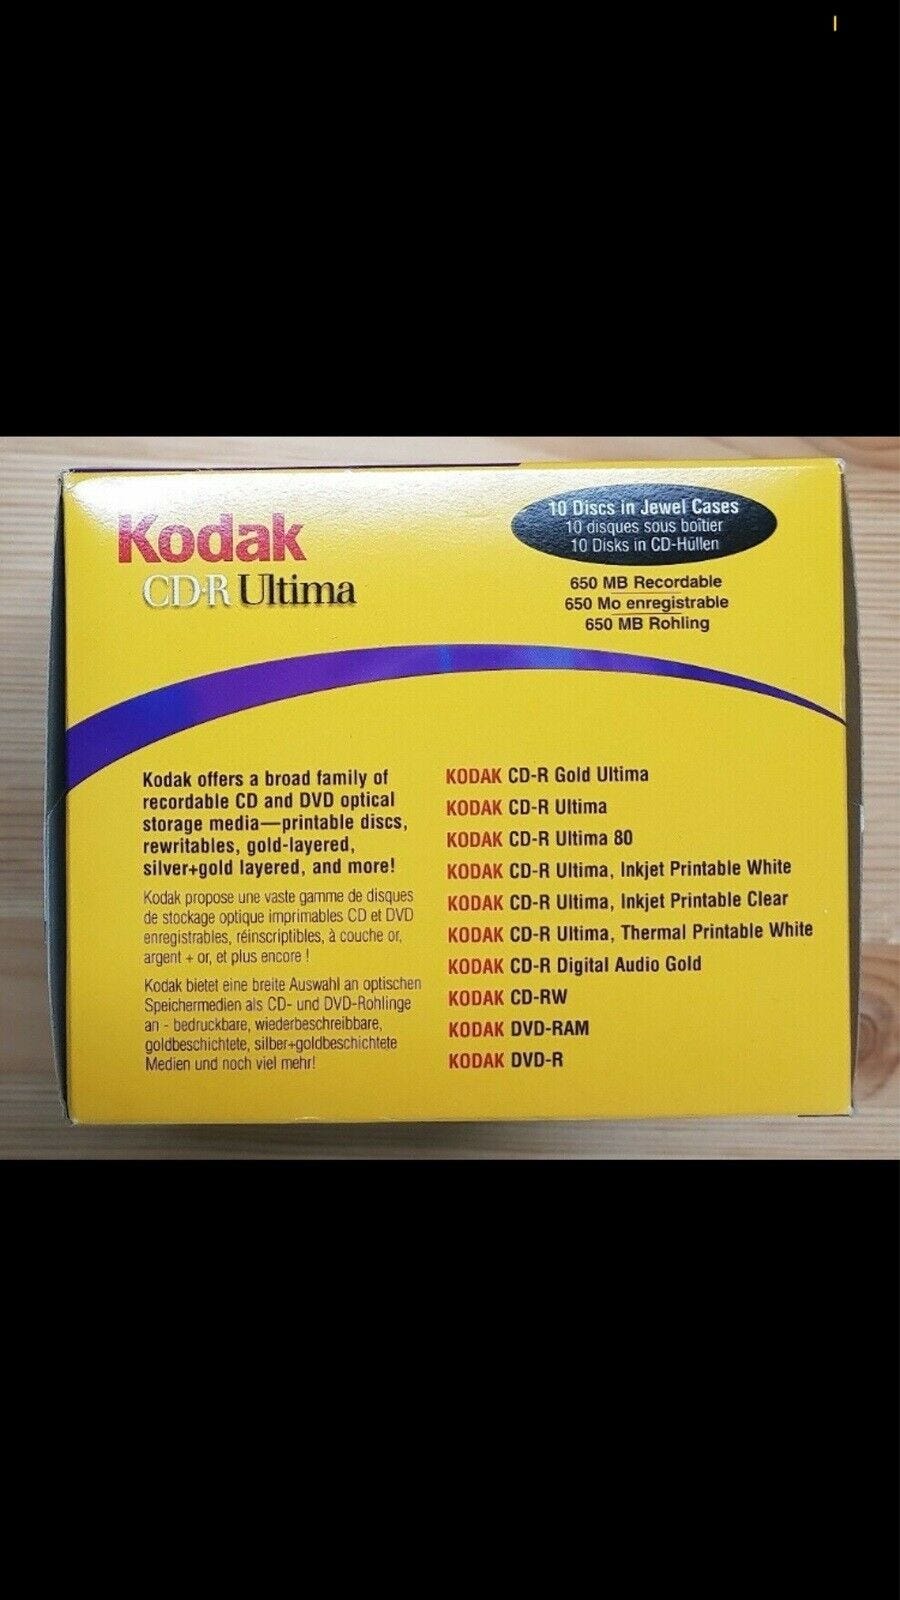 Kodak
CD-R Ultima
10 Discs in Jewel Cases
10 disques sous boîtier
10 Disks in CD-Hüllen
650 MB Recordable
650 Mo enregistrable
650 MB Rohling
Kodak offers a broad family of
recordable CD and DVD optical
storage media—printable discs,
rewritables, gold-layered,
silver+gold layered, and more!
Kodak propose une vaste gamme de disques
de stockage optique imprimables CD et DVD
enregistrables, réinscriptibles, à couche or,
argent + or, et plus encore !
Kodak bietet eine breite Auswahl an optischen
Speichermedien als CD- und DVD-Rohlinge
an - bedruckbare, wiederbeschreibbare,
goldbeschichtete, silber+goldbeschichtete
Medien und noch viel mehr!
KODAK CD-R Gold Ultima
KODAK CD-R Ultima
KODAK CD-R Ultima 80
KODAK CD-R Ultima, Inkjet Printable White
KODAK CD-R Ultima, Inkjet Printable Clear
KODAK CD-R Ultima, Thermal Printable White
KODAK CD-R Digital Audio Gold
KODAK CD-RW
KODAK DVD-RAM
KODAK DVD-R